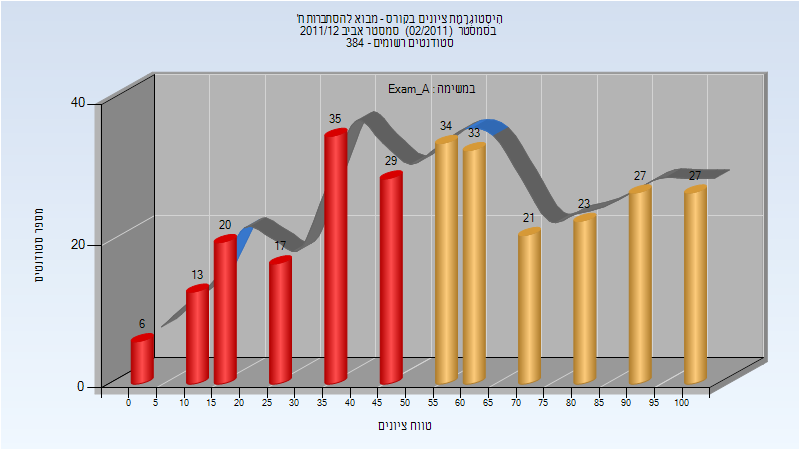 היסטוגרמת ציונים בקורס - מבוא להסתברות ח'
בסמסטר (02/2011) סמסטר אביב 2011/12
סטודנטים רשומים - 384
במשימה : Exam_A
40
20
0
מספר סטודנטים
6
13
20
17
35
29
34
33
21
23
27
27
0 5 10 15 20 25 30 35 40 45 50 55 60 65 70 75 80 85 90 95 100
טווח ציונים